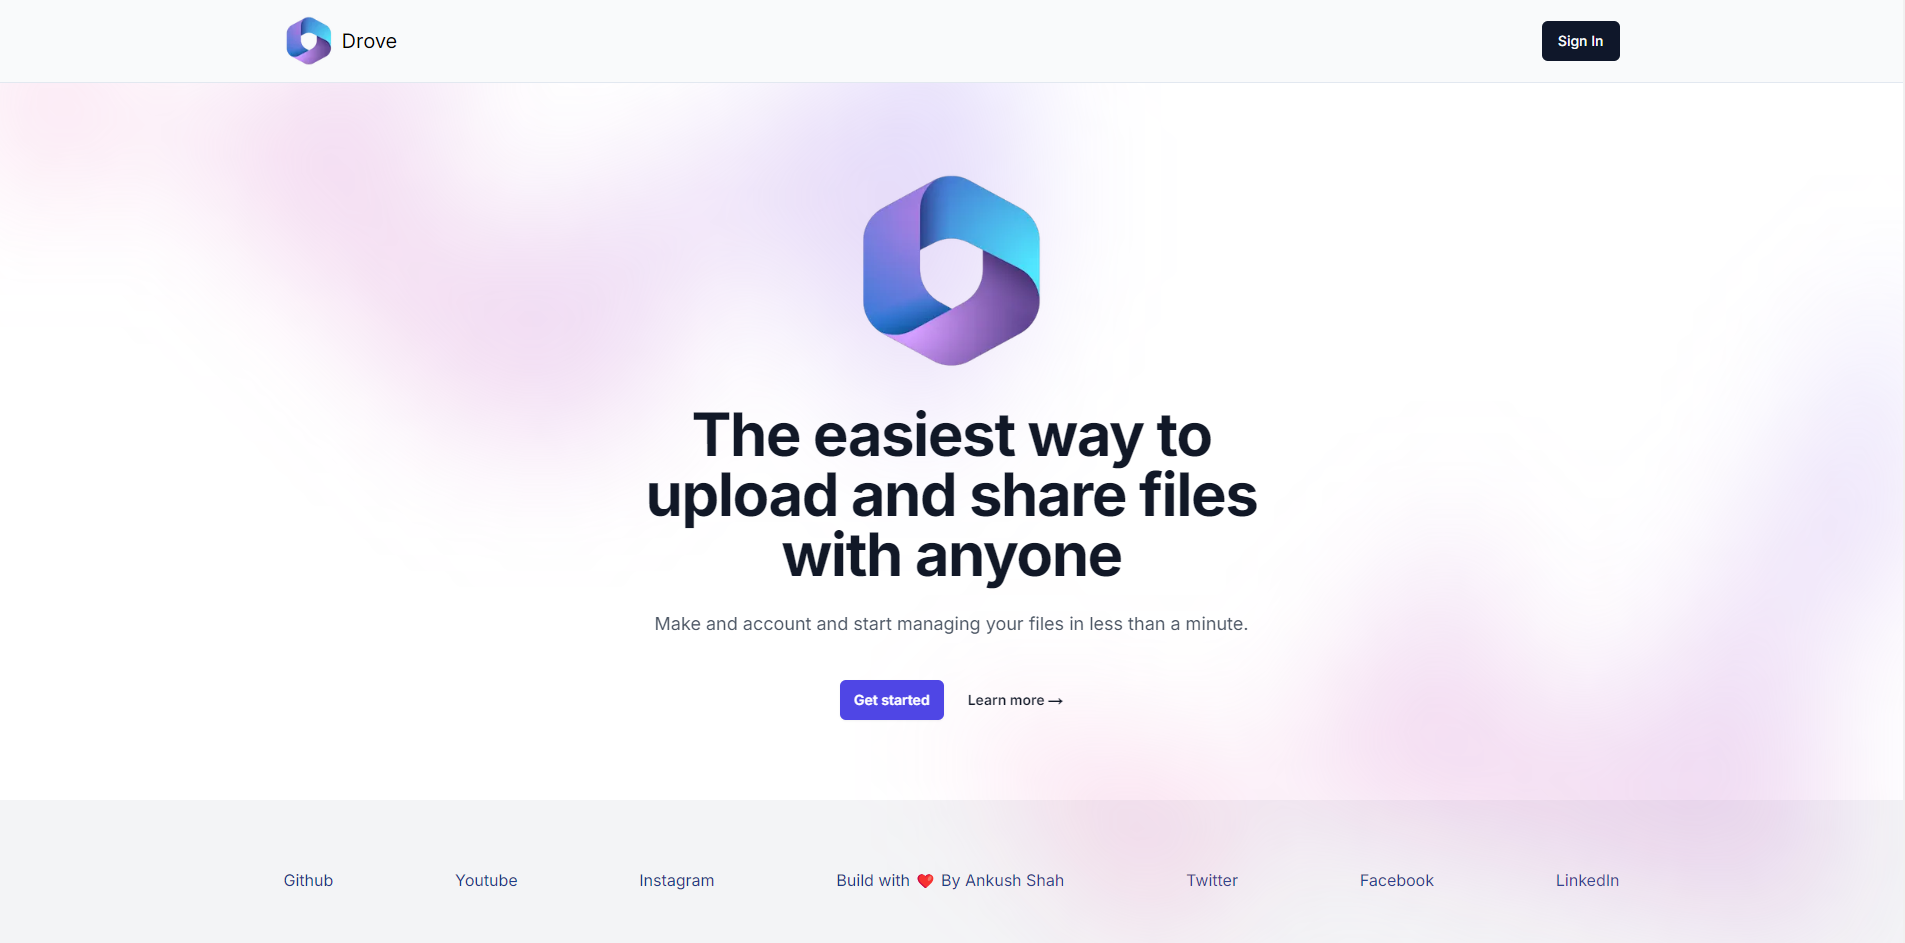 Drove
Sign In
The easiest way to
upload and share files
with anyone
Make and account and start managing your files in less than a minute.
Get started
Learn more →
Github
Youtube
Instagram
Build with ❤️ By Ankush Shah
Twitter
Facebook
LinkedIn